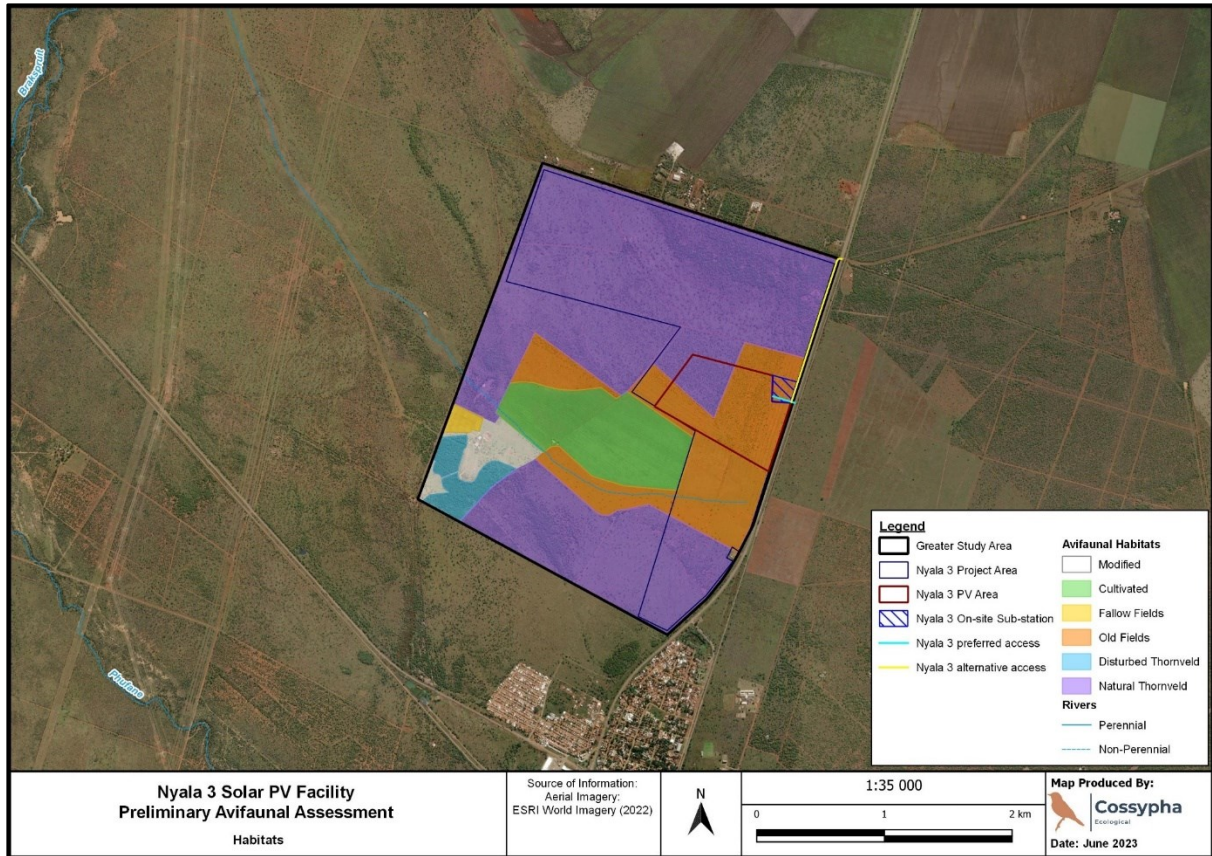 Brakspruit
Phufane
Legend
Greater Study Area
Nyala 3 Project Area
Nyala 3 PV Area
Nyala 3 On-site Sub-station
Nyala 3 preferred access
Nyala 3 alternative access
Avifaunal Habitats
Modified
Cultivated
Fallow Fields
Old Fields
Disturbed Thornveld
Natural Thornveld
Rivers
Perennial
Non-Perennial
Nyala 3 Solar PV Facility
Preliminary Avifaunal Assessment
Habitats
Source of Information:
Aerial Imagery:
ESRI World Imagery (2022)
N
1:35 000
0 1 2 km
Map Produced By:
Cossypha
Ecological
Date: June 2023